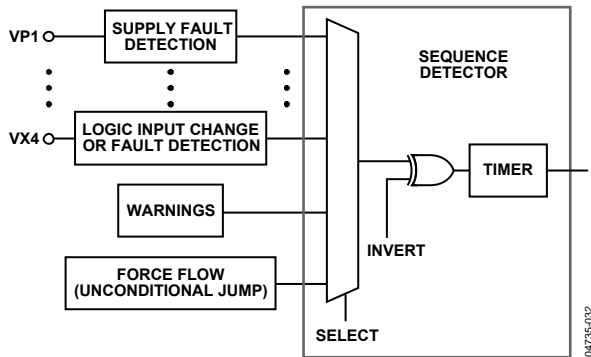 VP1
SUPPLY FAULT
DETECTION
SEQUENCE
DETECTOR
VX4
LOGIC INPUT CHANGE
OR FAULT DETECTION
TIMER
WARNINGS
INVERT
FORCE FLOW
(UNCONDITIONAL JUMP)
SELECT
04735-032